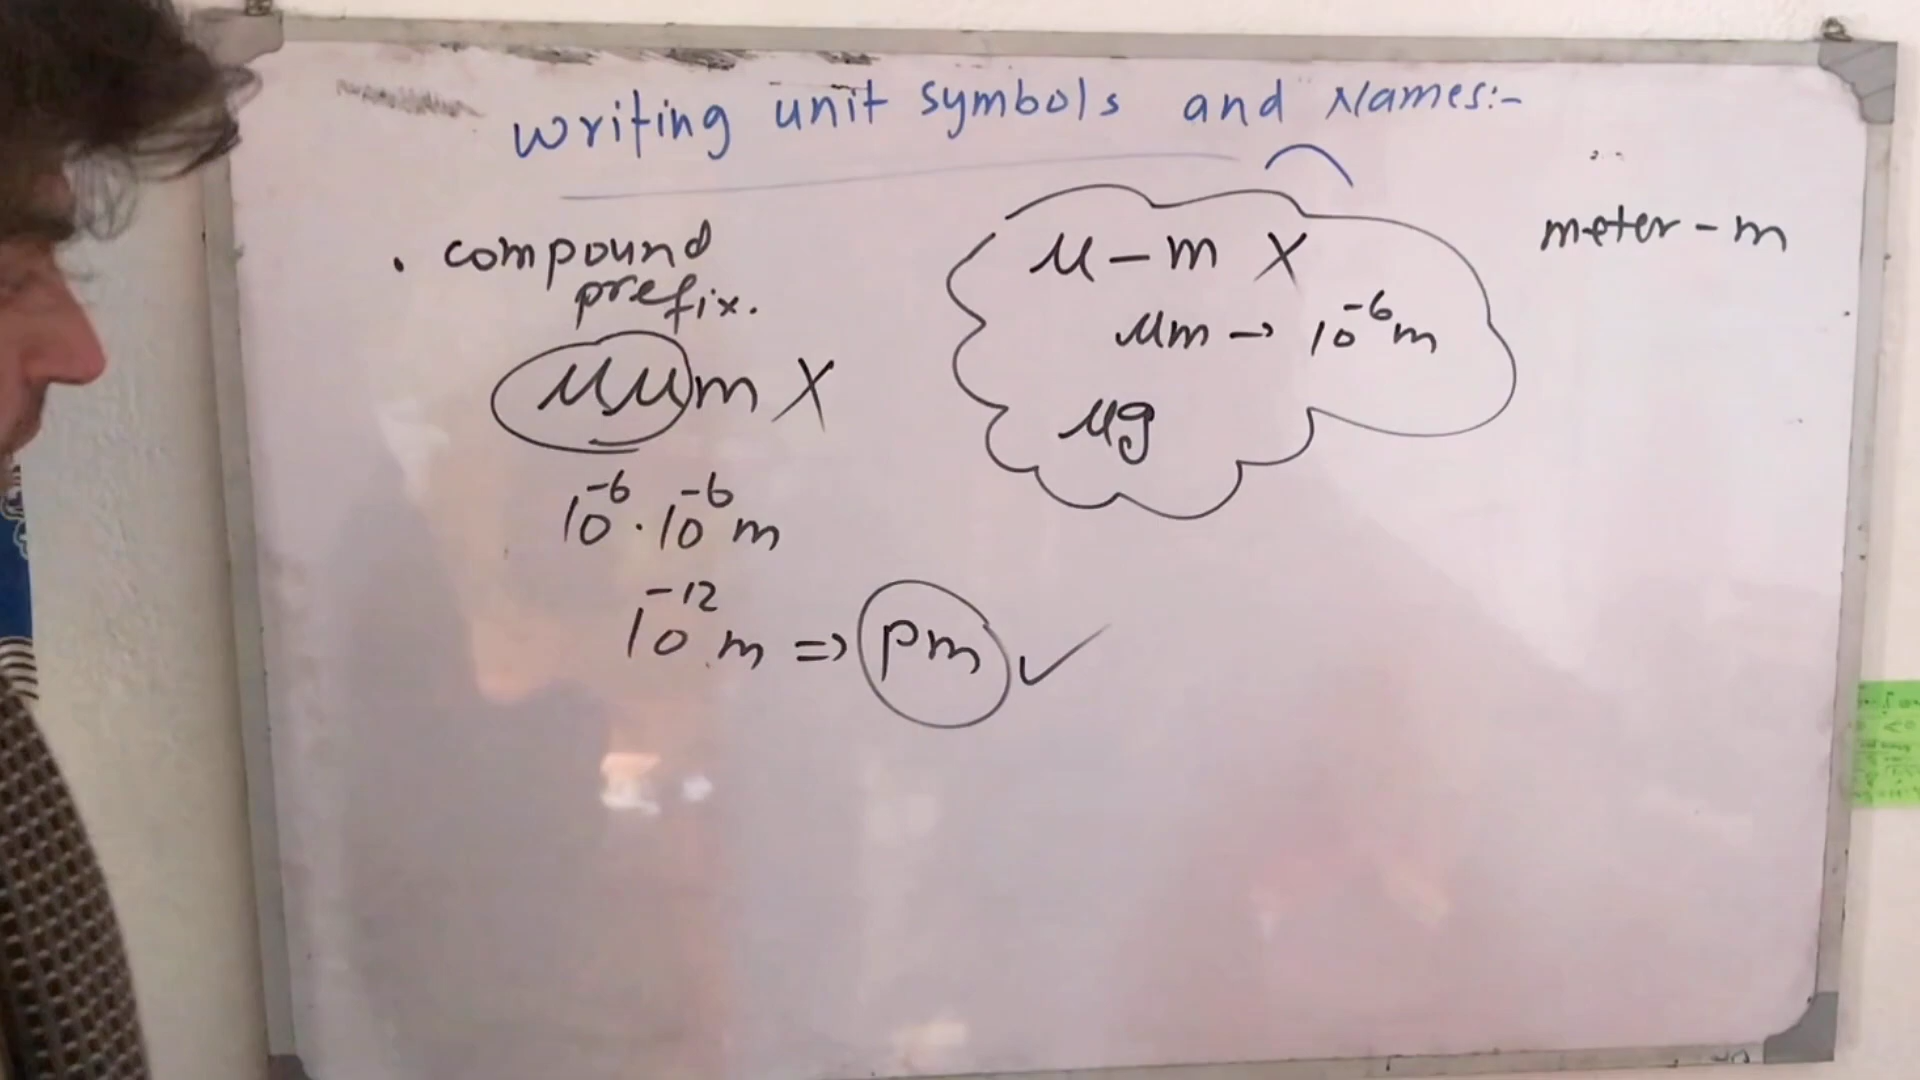 writing unit symbols and Names:-
. compound
prefix.
μμm X
10⁻⁶ . 10⁻⁶ m
10⁻¹² m => pm ✓
μ - m X
μm → 10⁻⁶ m
μg
meter - m